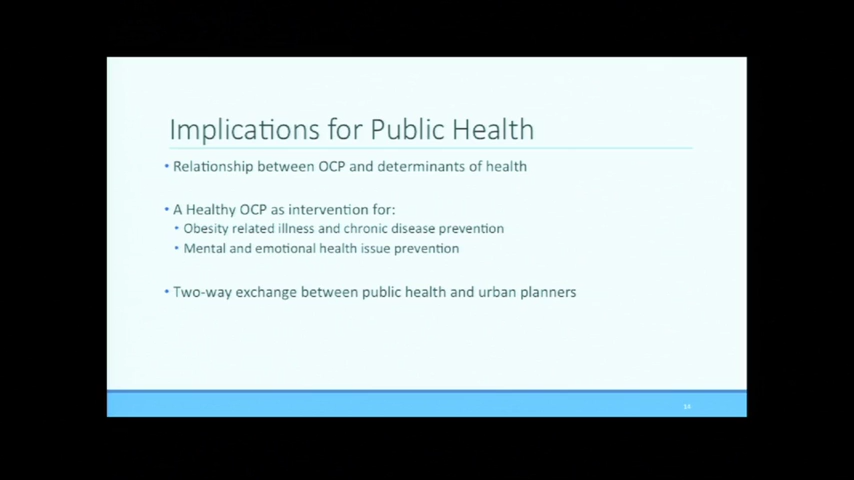 Implications for Public Health
• Relationship between OCP and determinants of health
• A Healthy OCP as intervention for:
• Obesity related illness and chronic disease prevention
• Mental and emotional health issue prevention
• Two-way exchange between public health and urban planners
14